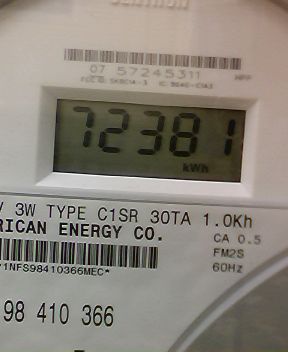 07 57245311
72381
kWh
V 3W TYPE C1SR 30TA 1.0Kh
RICAN ENERGY CO.
CA 0.5
FM2S
60Hz
1NFS98410366MEC*
98 410 366